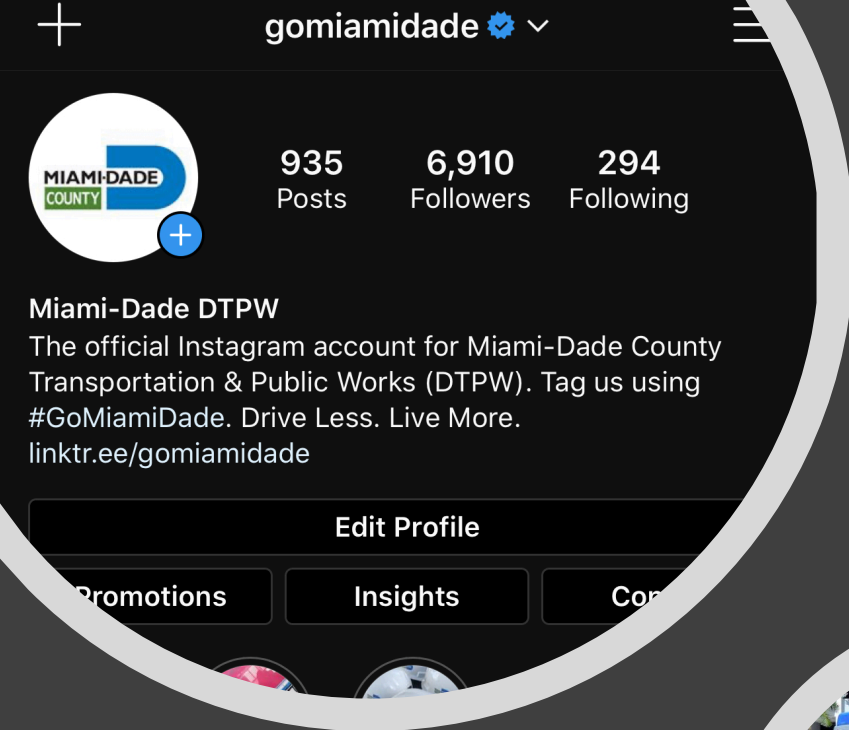 gomiamidade
MIAMI-DADE
COUNTY
935 6,910 294
Posts Followers Following
Miami-Dade DTPW
The official Instagram account for Miami-Dade County
Transportation & Public Works (DTPW). Tag us using
#GoMiamiDade. Drive Less. Live More.
linktr.ee/gomiamidade
Edit Profile
Promotions Insights